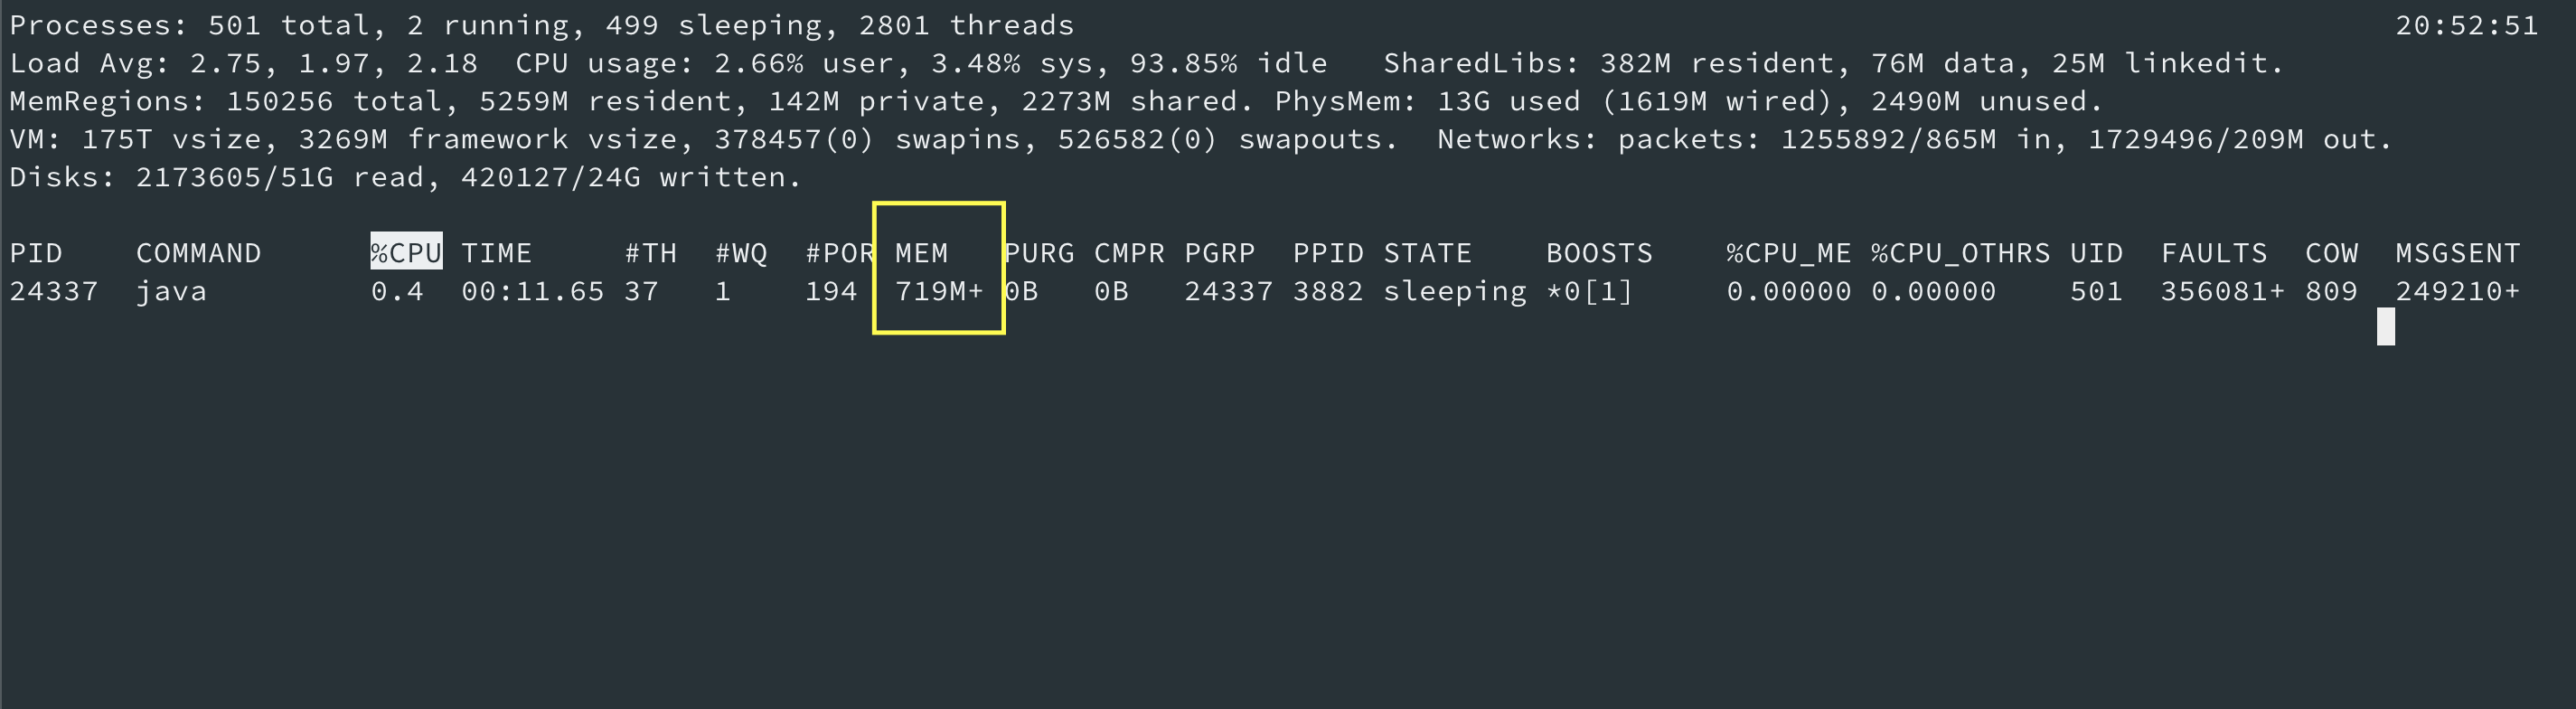 Processes: 501 total, 2 running, 499 sleeping, 2801 threads 20:52:51
Load Avg: 2.75, 1.97, 2.18 CPU usage: 2.66% user, 3.48% sys, 93.85% idle SharedLibs: 382M resident, 76M data, 25M linkedit.
MemRegions: 150256 total, 5259M resident, 142M private, 2273M shared. PhysMem: 13G used (1619M wired), 2490M unused.
VM: 175T vsize, 3269M framework vsize, 378457(0) swapins, 526582(0) swapouts. Networks: packets: 1255892/865M in, 1729496/209M out.
Disks: 2173605/51G read, 420127/24G written.
PID COMMAND %CPU TIME #TH #WQ #POR MEM PURG CMPR PGRP PPID STATE BOOSTS %CPU_ME %CPU_OTHRS UID FAULTS COW MSGSENT
24337 java 0.4 00:11.65 37 1 194 719M+ 0B 0B 24337 3882 sleeping *0[1] 0.00000 0.00000 501 356081+ 809 249210+